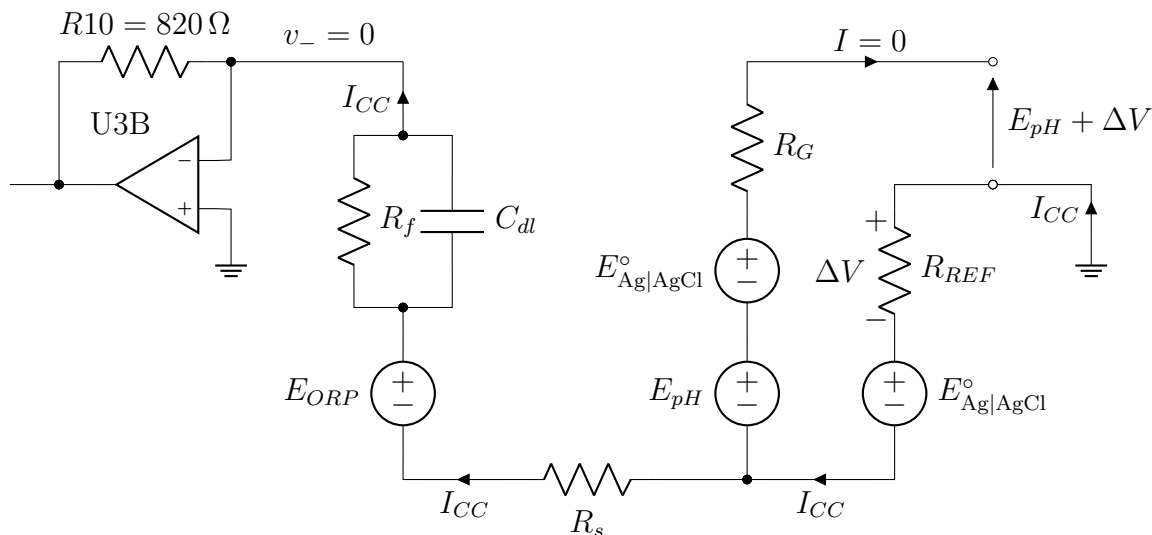 R10 = 820 Ω
v₋ = 0
I = 0
I_CC
U3B
R_G
E_pH + ΔV
−
+
R_f
C_dl
I_CC
+
E°_Ag|AgCl
+
−
ΔV
R_REF
−
E_ORP
+
−
E_pH
+
−
+
−
E°_Ag|AgCl
I_CC
R_s
I_CC